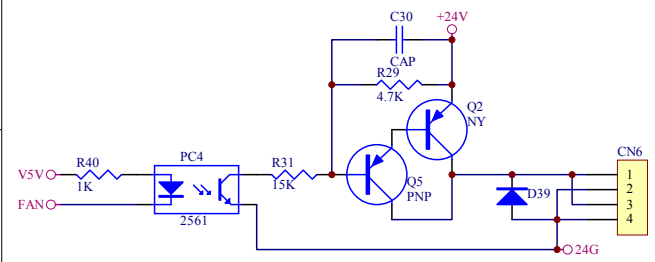 C30
+24V
CAP
R29
4.7K
Q2
NY
CN6
R40
PC4
R31
1
V5V
1K
15K
Q5
PNP
2
D39
3
FAN
4
2561
24G